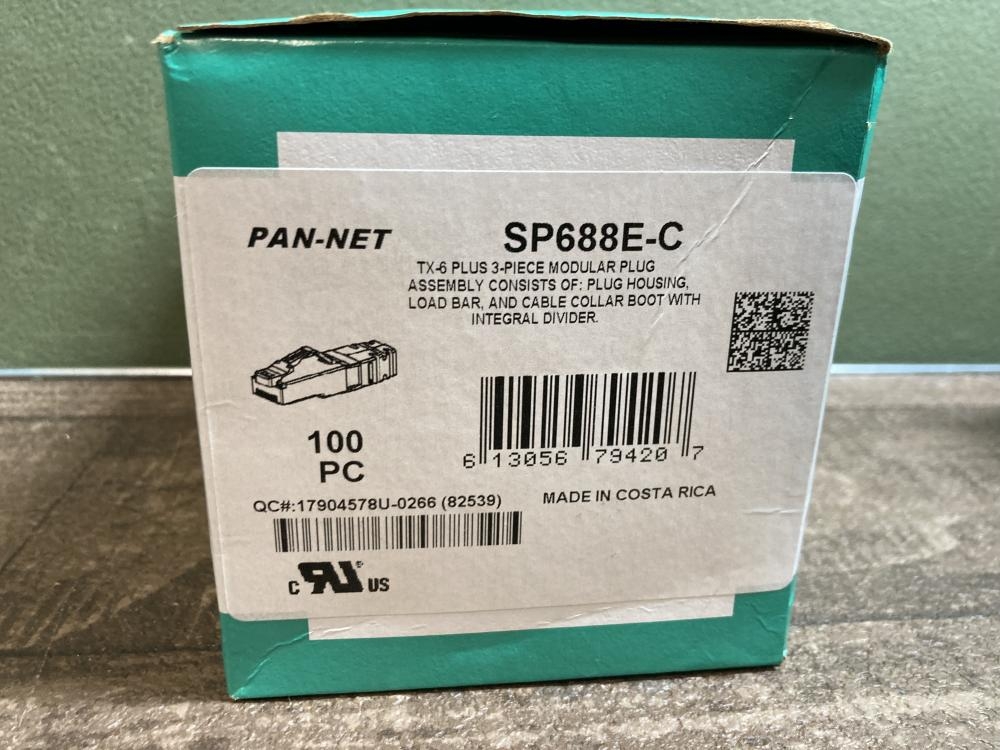 PAN-NET
SP688E-C
TX-6 PLUS 3-PIECE MODULAR PLUG
ASSEMBLY CONSISTS OF: PLUG HOUSING,
LOAD BAR, AND CABLE COLLAR BOOT WITH
INTEGRAL DIVIDER.
100
PC
6 13056 79420 7
QC#:17904578U-0266 (82539)
MADE IN COSTA RICA
C RU US